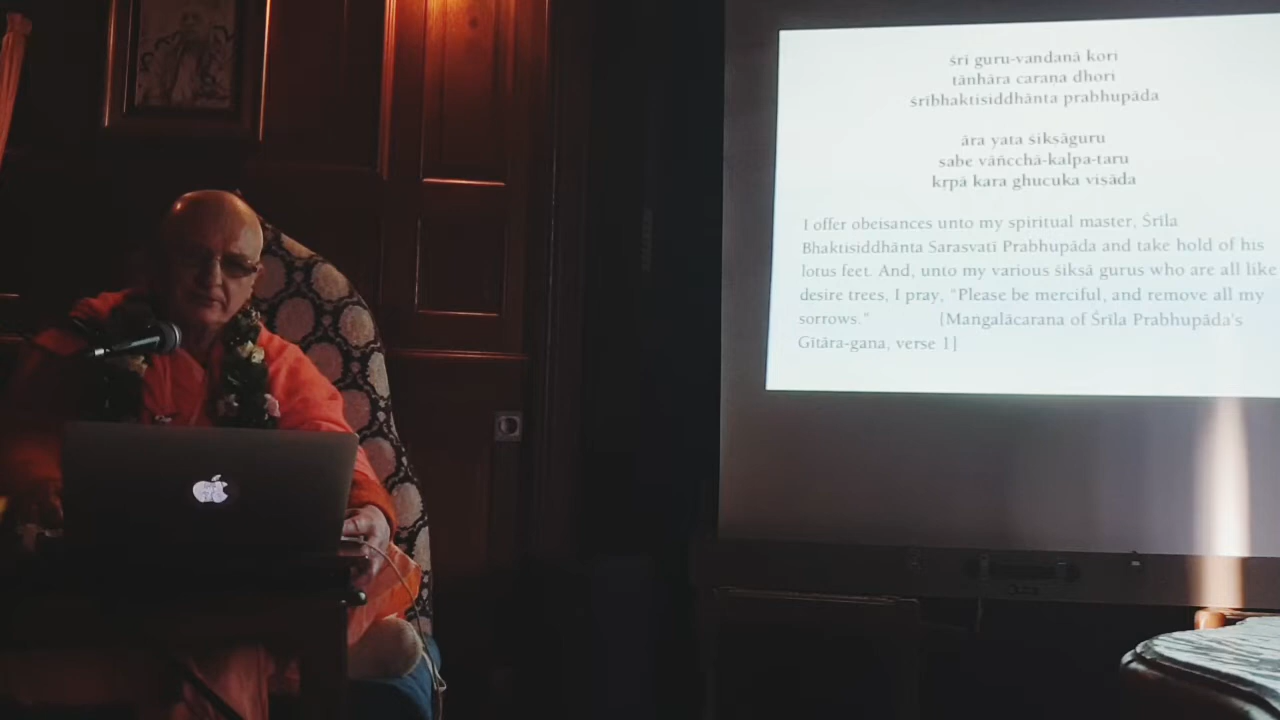 śrī guru-vandanā kori
tānhāra caraṇa dhori
śrībhaktisiddhānta prabhupāda
āra yata śikṣāguru
sabe vāñcchā-kalpa-taru
kṛpā kara ghucuka viṣāda
I offer obeisances unto my spiritual master, Śrīla
Bhaktisiddhānta Sarasvatī Prabhupāda and take hold of his
lotus feet. And, unto my various śikṣā gurus who are all like
desire trees, I pray, "Please be merciful, and remove all my
sorrows." [Mangalācarana of Śrīla Prabhupāda's
Gītāra-gana, verse 1]